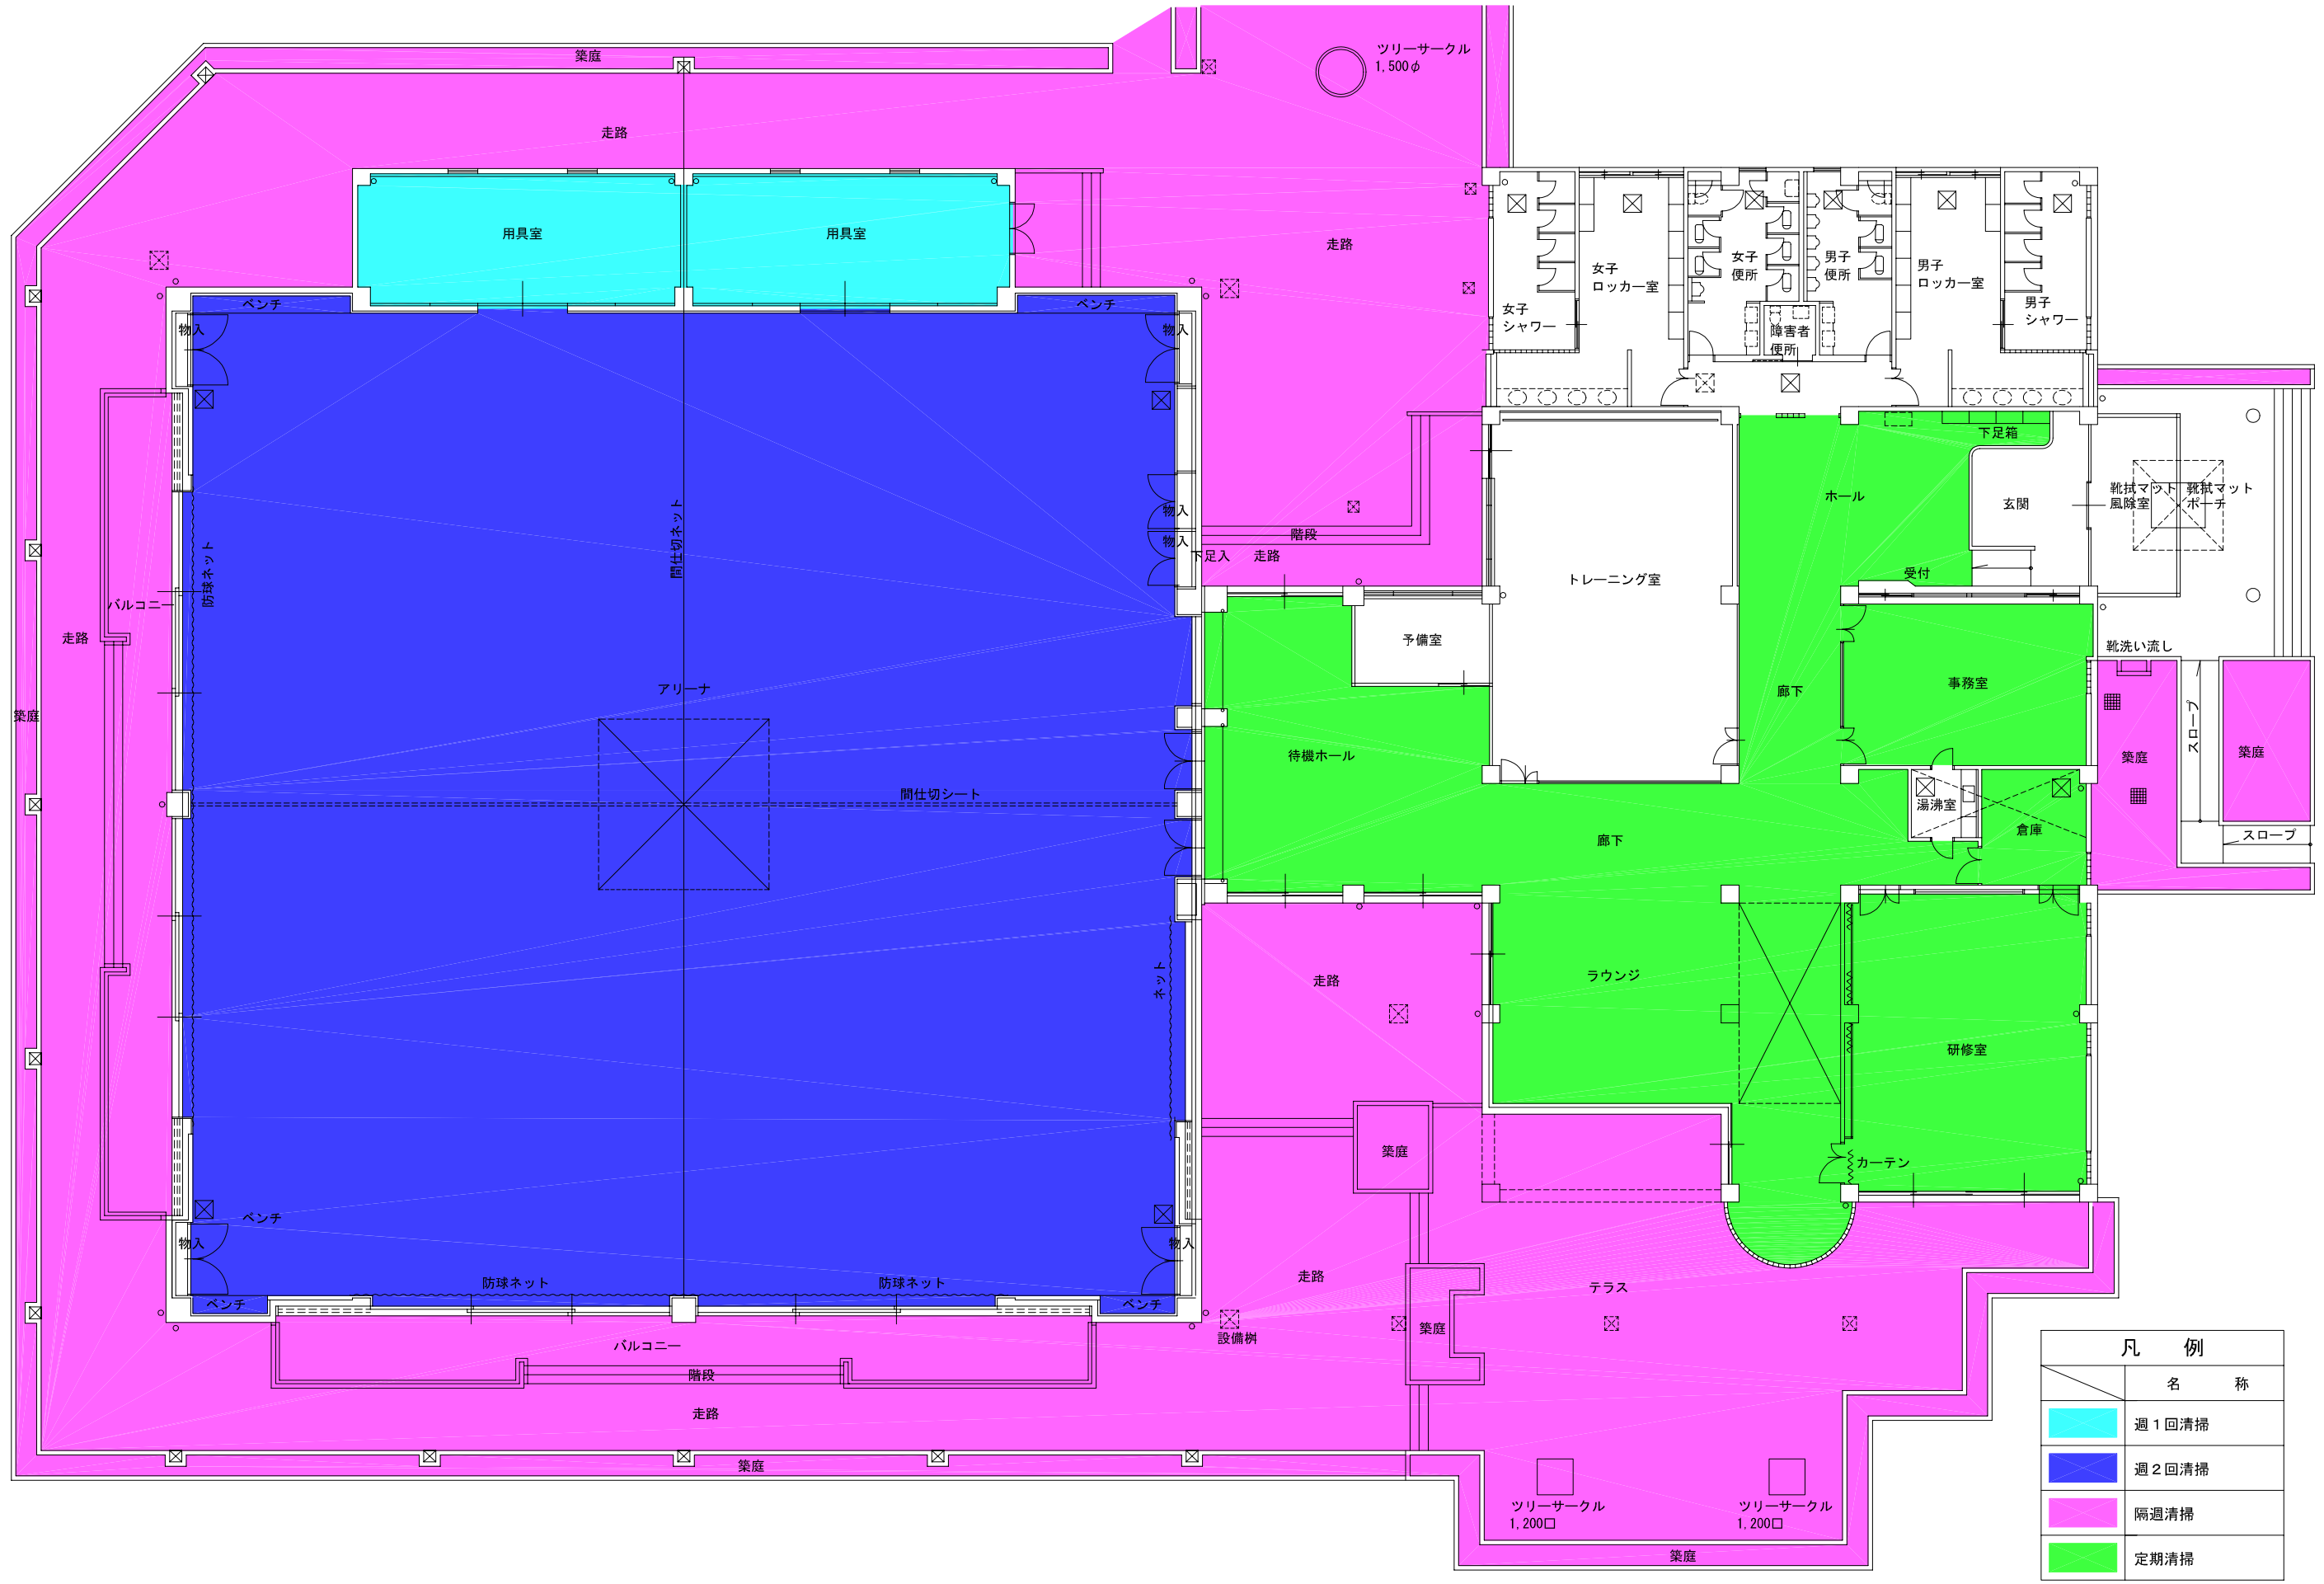 築庭
ツリーサークル
1,500φ
走路
用具室
用具室
走路
女子
シャワー
女子
ロッカー室
女子
便所
男子
便所
障害者
便所
男子
ロッカー室
男子
シャワー
ベンチ
ベンチ
物入
物入
下足箱
ホール
玄関
靴拭マット
風除室
靴拭マット
ポーチ
物入
物入
間仕切ネット
防球ネット
階段
下足入
走路
受付
トレーニング室
バルコニー
走路
予備室
靴洗い流し
アリーナ
廊下
事務室
築庭
待機ホール
スロープ
築庭
築庭
間仕切シート
湯沸室
倉庫
スロープ
廊下
ネット
走路
ラウンジ
研修室
築庭
カーテン
ベンチ
物入
物入
防球ネット
防球ネット
走路
テラス
ベンチ
ベンチ
築庭
設備桝
バルコニー
階段
走路
築庭
ツリーサークル
1,200口
ツリーサークル
1,200口
築庭
凡 例
名 称
週1回清掃
週2回清掃
隔週清掃
定期清掃